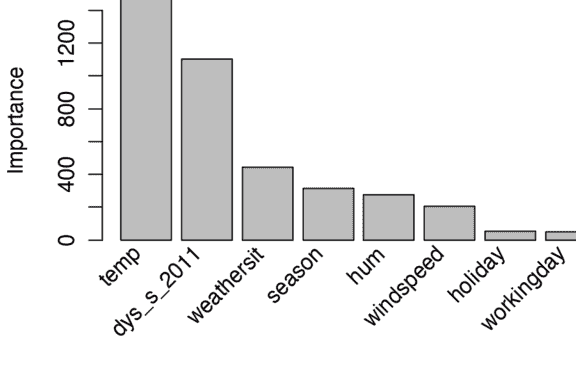 Importance
1200
800
400
0
temp
dys_s_2011
weathersit
season
hum
windspeed
holiday
workingday